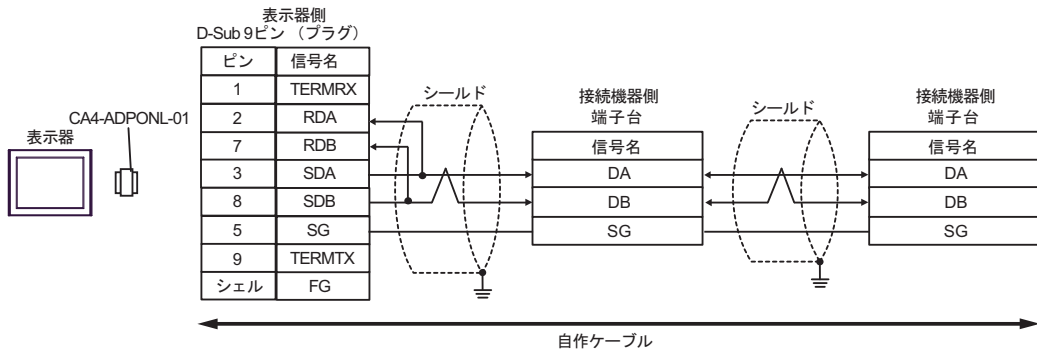 表示器側
D-Sub 9ピン （プラグ）
ピン 信号名
1 TERMRX
2 RDA
7 RDB
3 SDA
8 SDB
5 SG
9 TERMTX
シェル FG
CA4-ADPONL-01
表示器
シールド
接続機器側
端子台
信号名
DA
DB
SG
シールド
接続機器側
端子台
信号名
DA
DB
SG
自作ケーブル